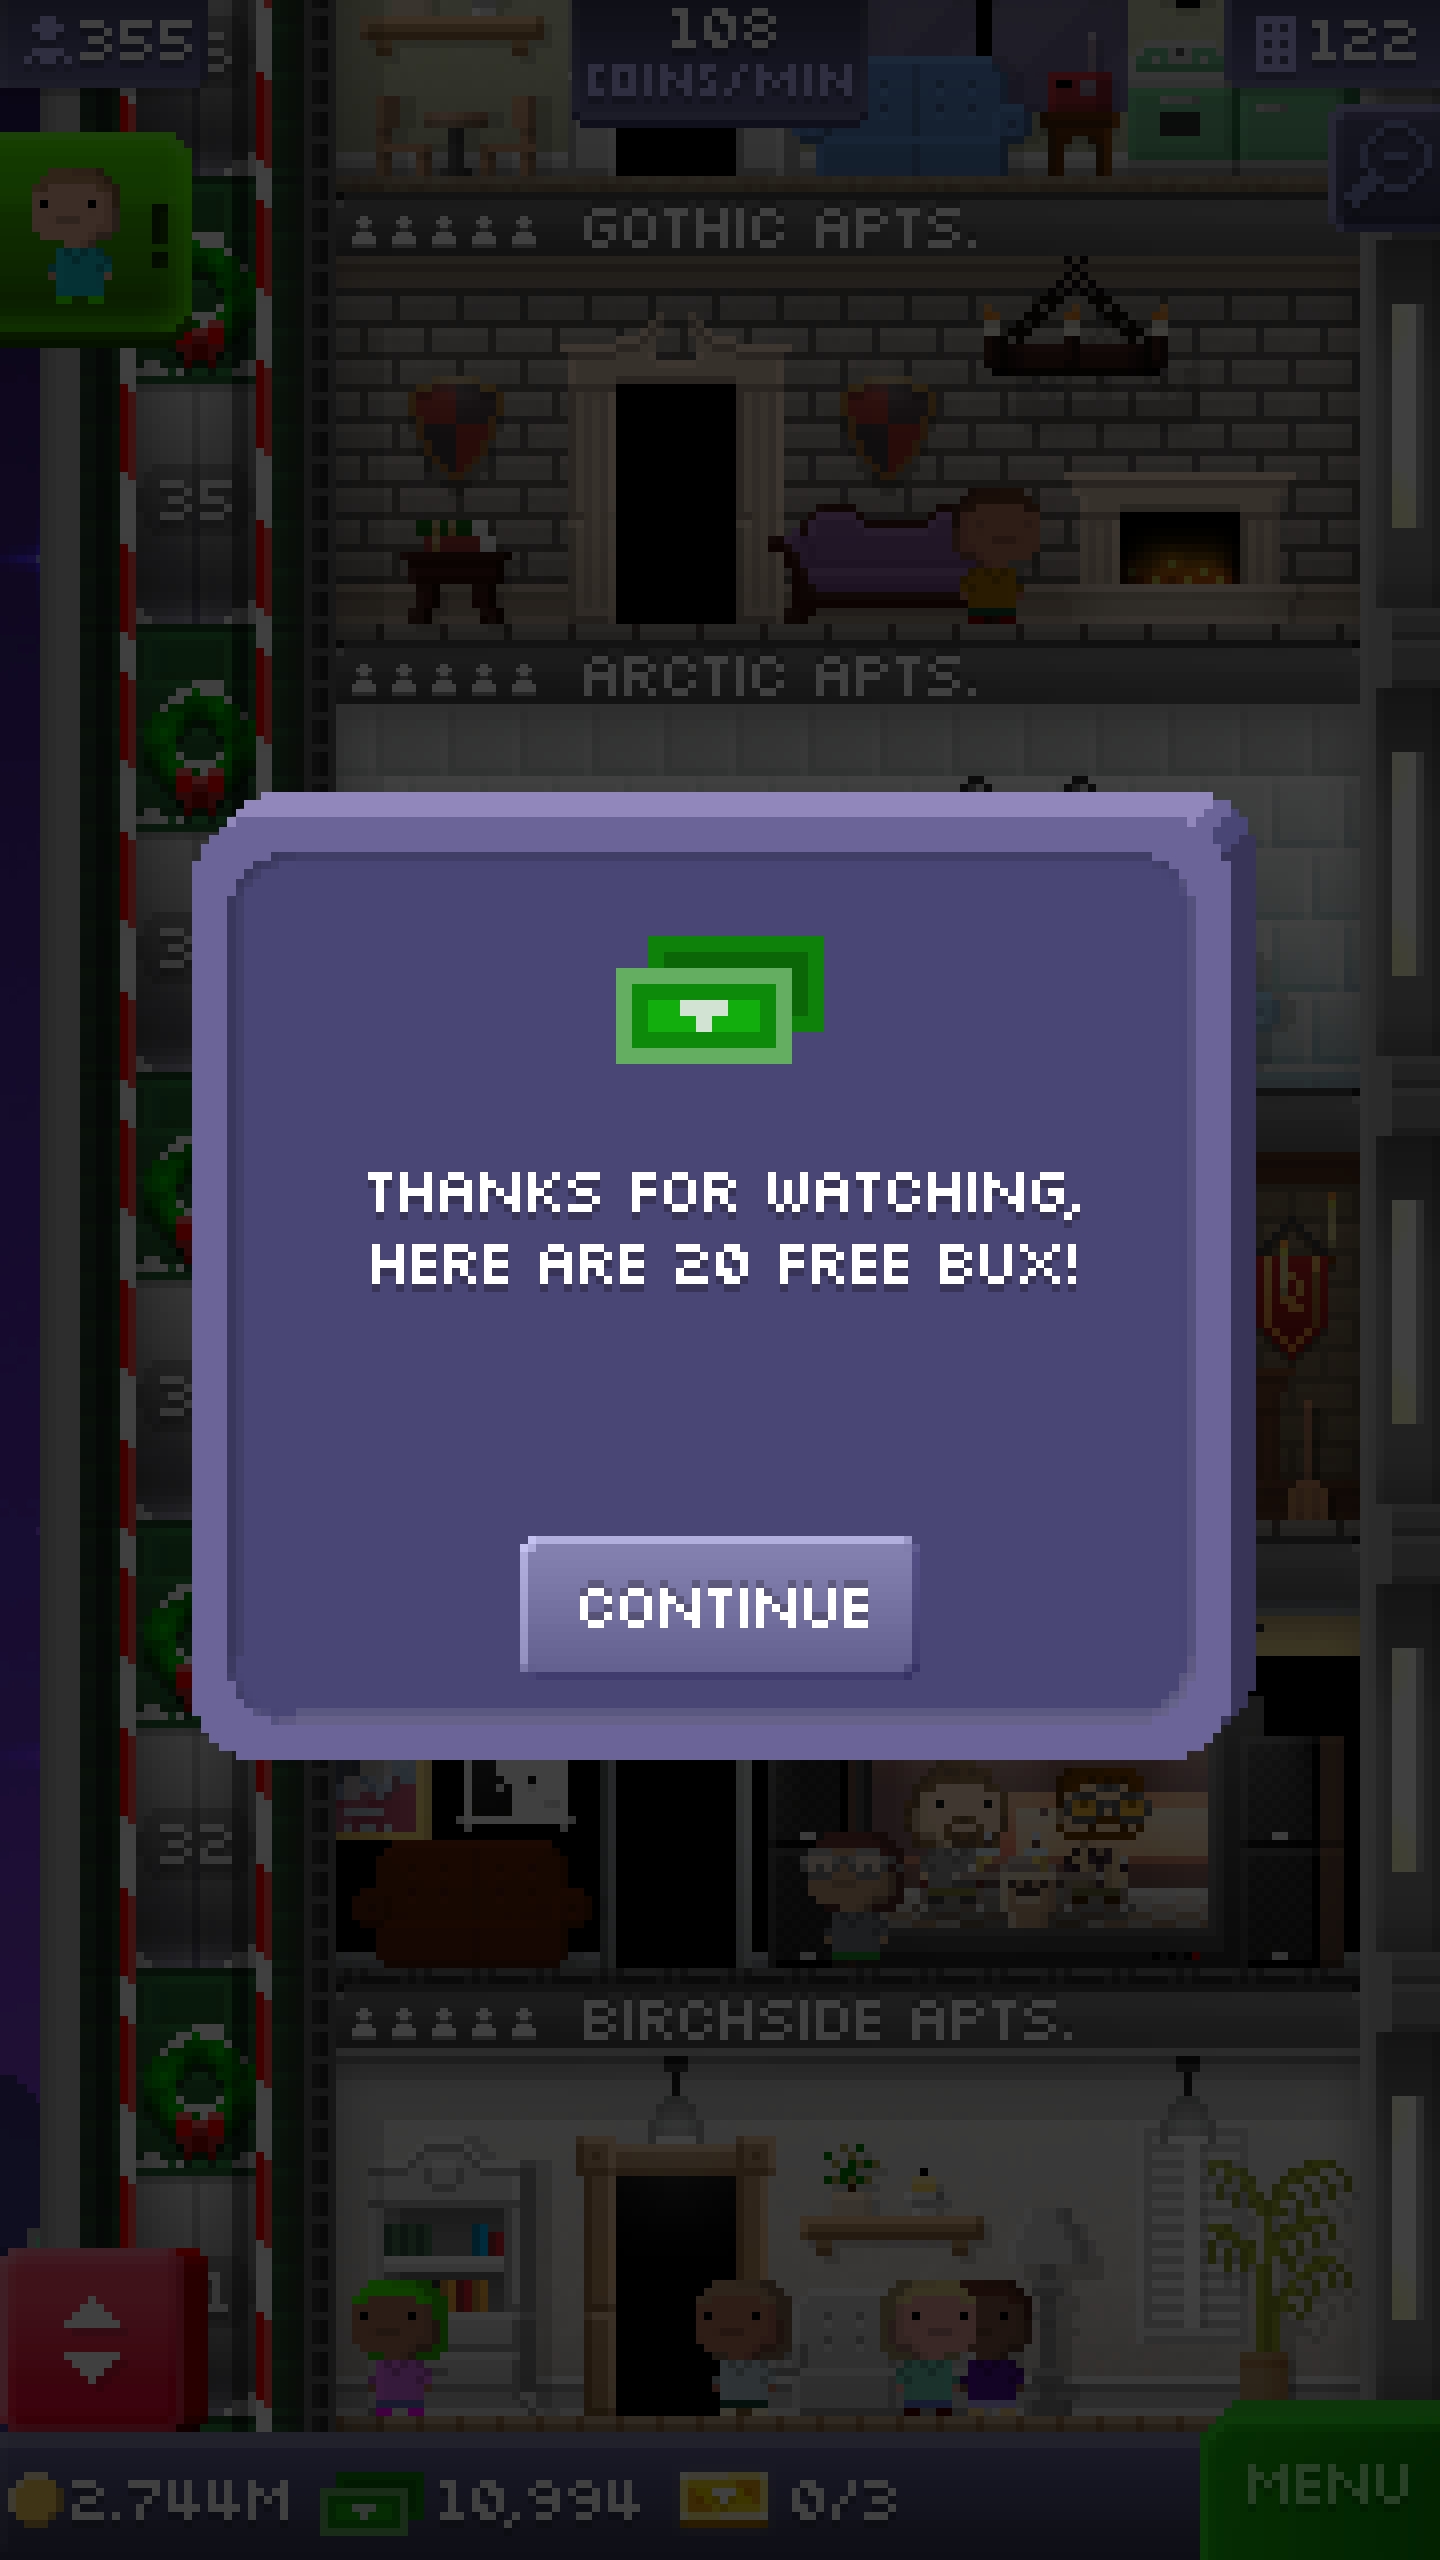 355
108
COINS/MIN
122
!
GOTHIC APTS.
35
ARCTIC APTS.
THANKS FOR WATCHING,
HERE ARE 20 FREE BUX!
CONTINUE
32
BIRCHSIDE APTS.
2.744M
10,994
0/3
MENU